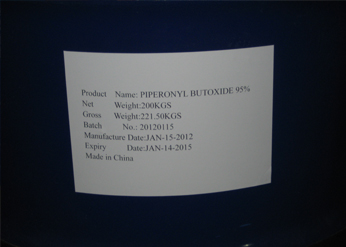 Product Name: PIPERONYL BUTOXIDE 95%
Net Weight:200KGS
Gross Weight:221.50KGS
Batch No.: 20120115
Manufacture Date:JAN-15-2012
Expiry Date:JAN-14-2015
Made in China